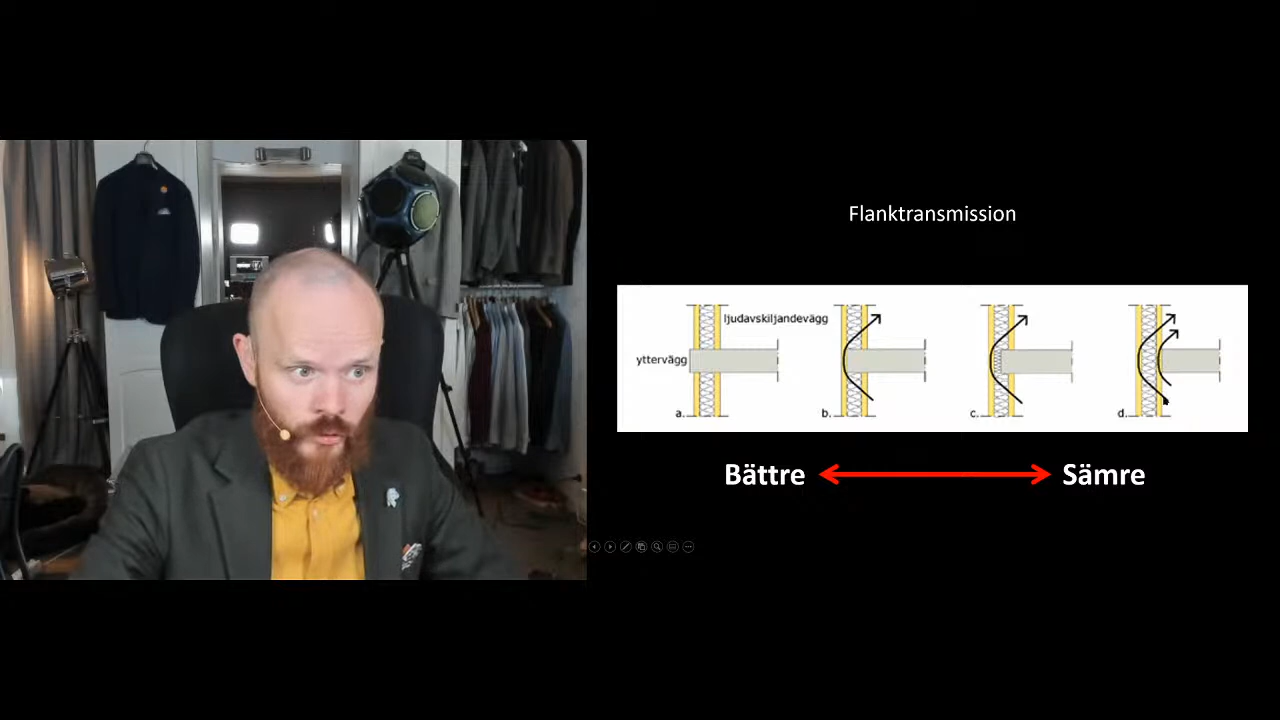 Flanktransmission
ljudavskiljandevägg
yttervägg
a.
b.
c.
d.
Bättre
Sämre